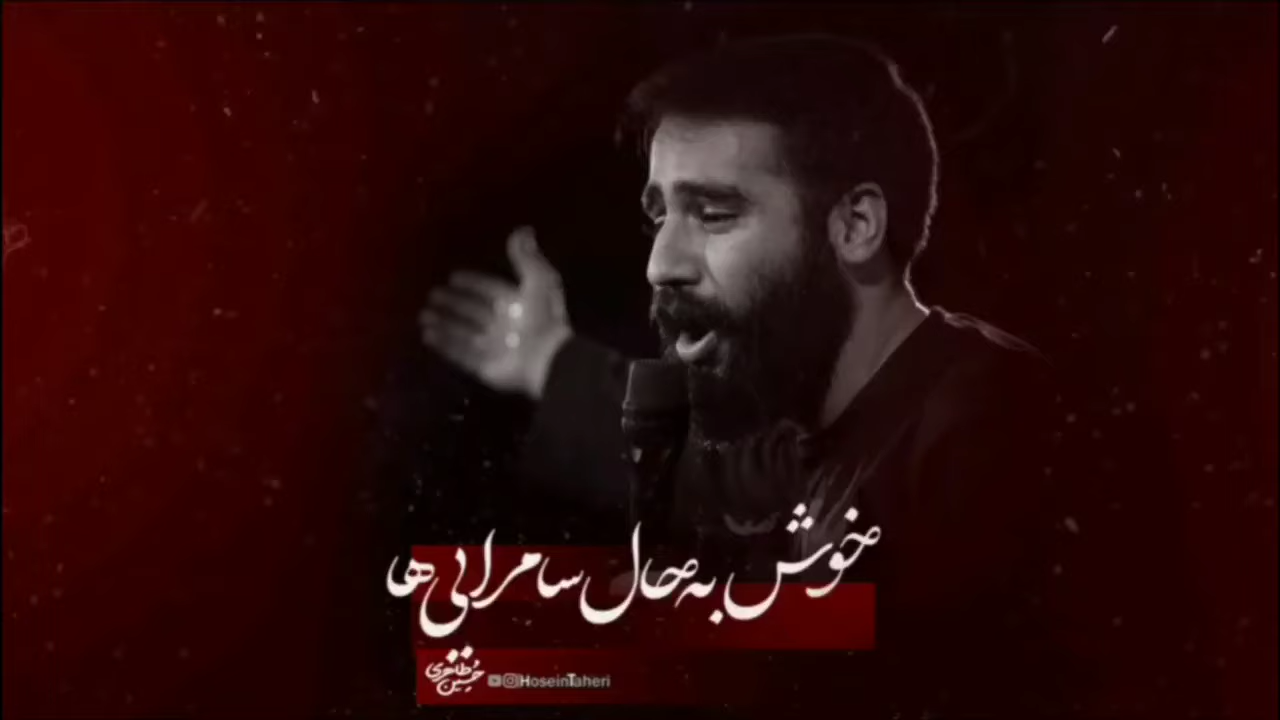 خوش به حال سامرایی‌ها
حسین طاهری
HoseinTaheri